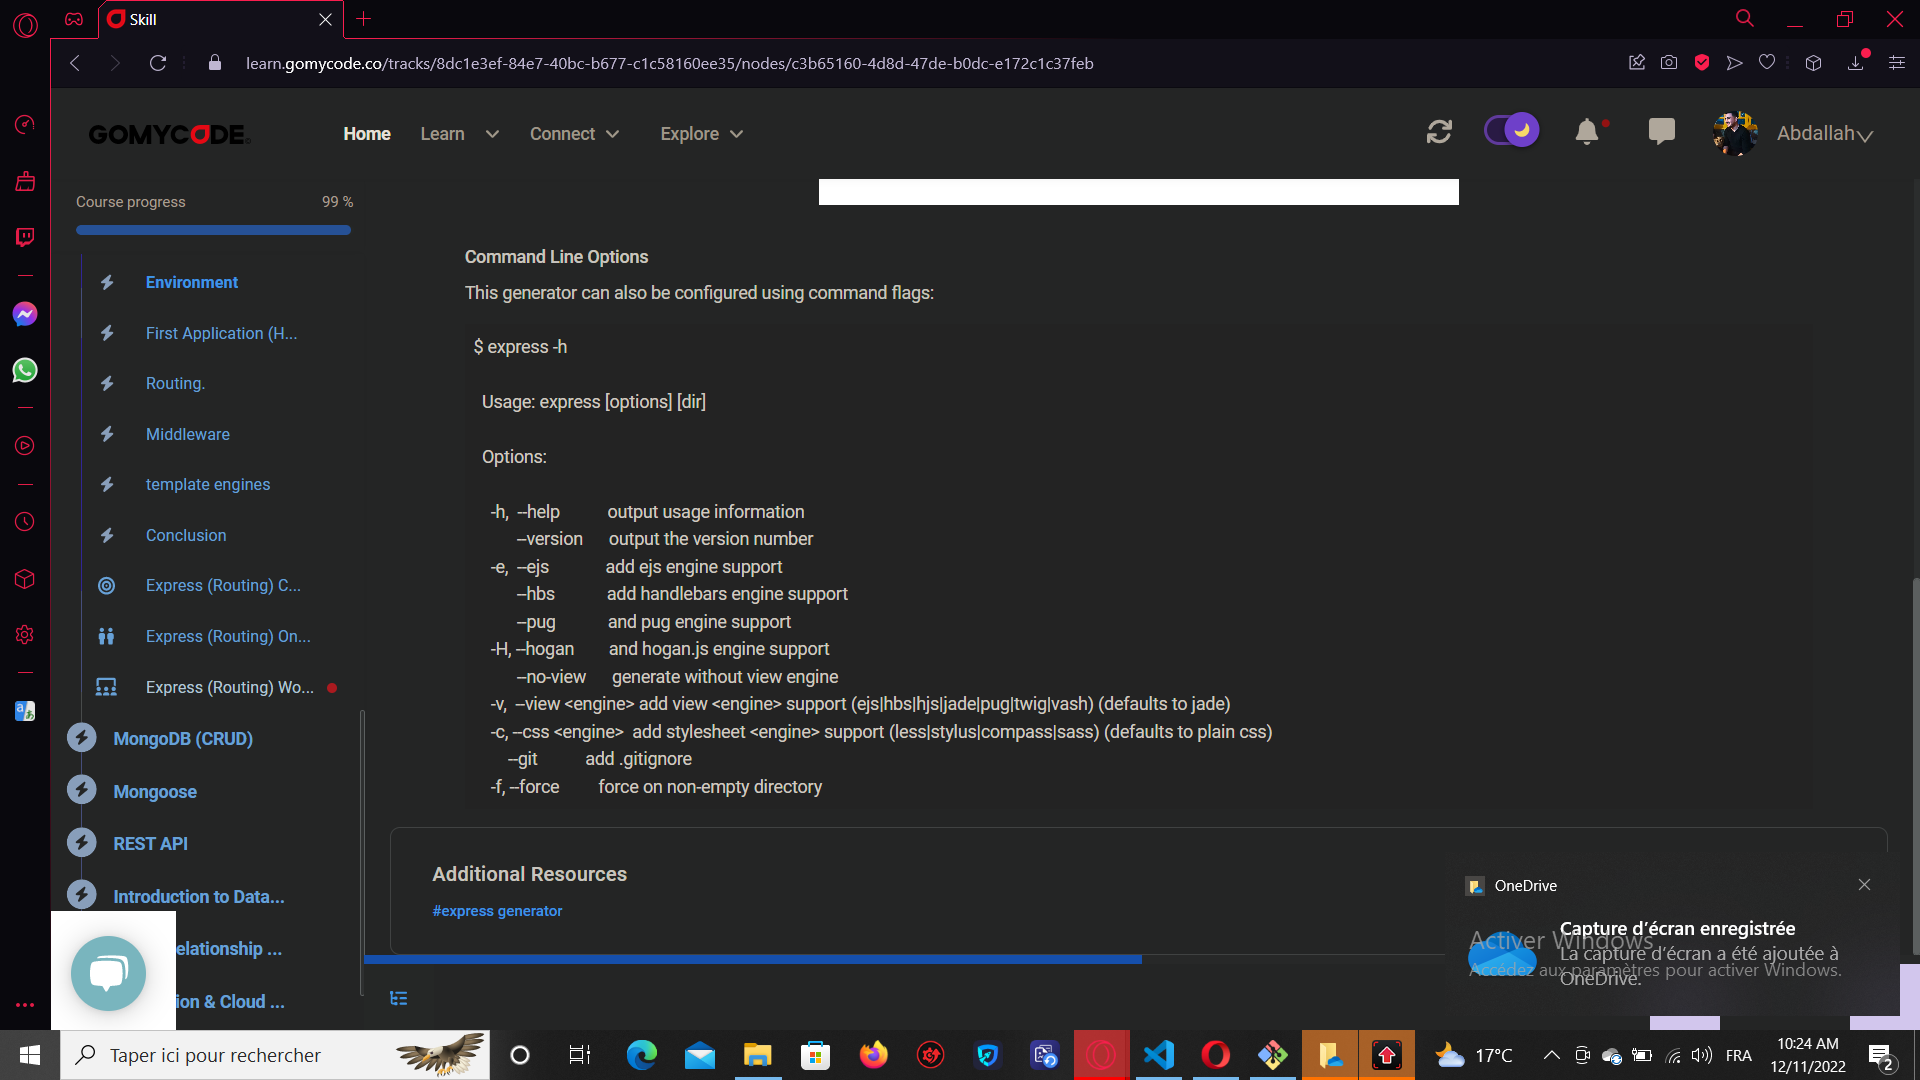 Skill
learn.gomycode.co/tracks/8dc1e3ef-84e7-40bc-b677-c1c58160ee35/nodes/c3b65160-4d8d-47de-b0dc-e172c1c37feb
GOMYCODE
Home
Learn
Connect
Explore
Abdallah
Course progress
99 %
Environment
First Application (H...
Routing.
Middleware
template engines
Conclusion
Express (Routing) C...
Express (Routing) On...
Express (Routing) Wo...
MongoDB (CRUD)
Mongoose
REST API
Introduction to Data...
elationship ...
ion & Cloud ...
Command Line Options
This generator can also be configured using command flags:
$ express -h
Usage: express [options] [dir]
Options:
-h, --help output usage information
--version output the version number
-e, --ejs add ejs engine support
--hbs add handlebars engine support
--pug and pug engine support
-H, --hogan and hogan.js engine support
--no-view generate without view engine
-v, --view <engine> add view <engine> support (ejs|hbs|hjs|jade|pug|twig|vash) (defaults to jade)
-c, --css <engine> add stylesheet <engine> support (less|stylus|compass|sass) (defaults to plain css)
--git add .gitignore
-f, --force force on non-empty directory
Additional Resources
#express generator
OneDrive
Capture d'écran enregistrée
La capture d'écran a été ajoutée à
OneDrive.
Activer Windows
Accédez aux paramètres pour activer Windows.
Taper ici pour rechercher
17°C
FRA
10:24 AM
12/11/2022
2